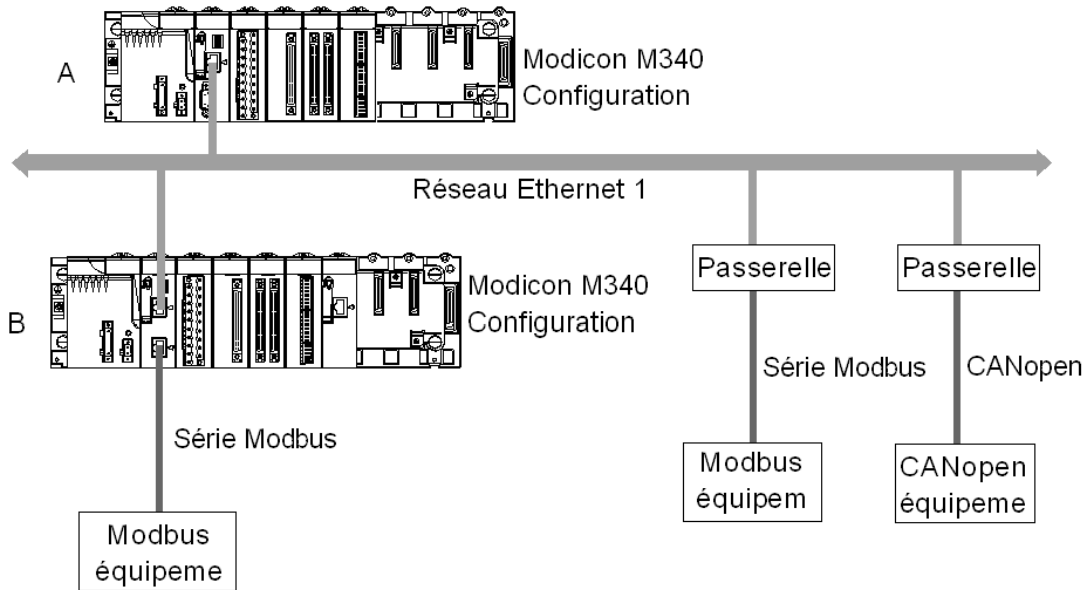 A
Modicon M340
Configuration
Réseau Ethernet 1
B
Modicon M340
Configuration
Passerelle
Passerelle
Série Modbus
CANopen
Série Modbus
Modbus
équipem
CANopen
équipeme
Modbus
équipeme